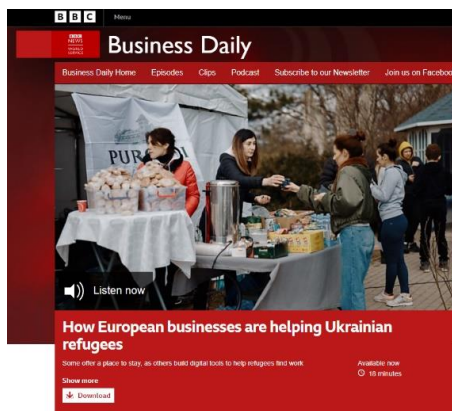 BBC
Menu
BBC
NEWS
WORLD
SERVICE
Business Daily
Business Daily Home Episodes Clips Podcast Subscribe to our Newsletter Join us on Faceboo
Listen now
How European businesses are helping Ukrainian
refugees
Some offer a place to stay, as others build digital tools to help refugees find work
Available now
18 minutes
Show more
Download